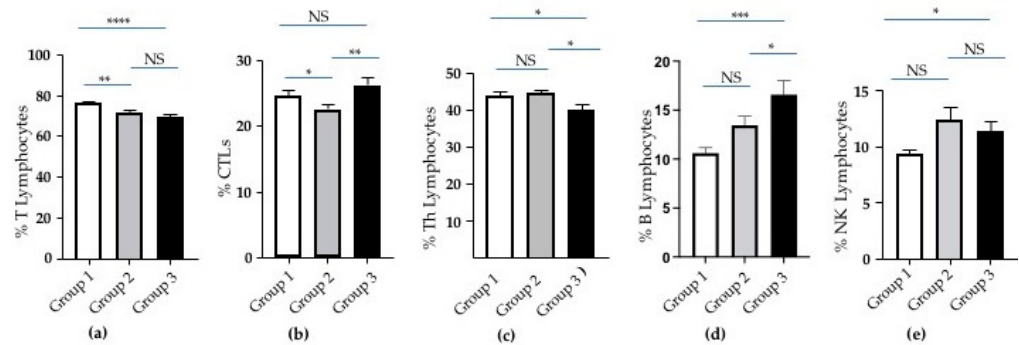 ****
NS
**
% T Lymphocytes
100
80
60
40
20
0
Group 1
Group 2
Group 3
(a)
NS
**
*
% CTLs
30
20
10
0
Group 1
Group 2
Group 3
(b)
*
*
NS
% Th Lymphocytes
50
40
30
20
10
Group 1
Group 2
Group 3)
(c)
***
*
NS
% B Lymphocytes
20
15
10
5
0
Group 1
Group 2
Group 3
(d)
*
NS
NS
% NK Lymphocytes
15
10
5
0
Group 1
Group 2
Group 3
(e)